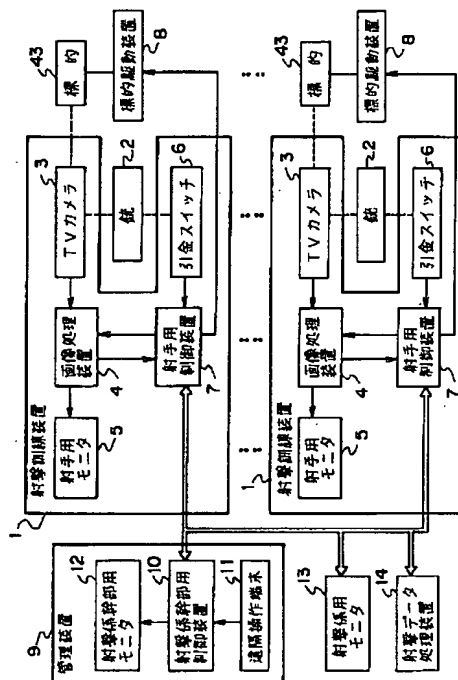 射撃訓練装置
1
TVカメラ
3
標的
43
画像処理
装置
4
銃
2
標的駆動装置
8
射手用
モニタ
5
射手用
制御装置
7
引金スイッチ
6
管理装置
9
射撃係幹部用
モニタ
12
射撃係幹部用
制御装置
10
遠隔操作端末
11
射撃係用
モニタ
13
射撃データ
処理装置
14
射撃訓練装置
1
TVカメラ
3
標的
43
画像処理
装置
4
銃
2
標的駆動装置
8
射手用
モニタ
5
射手用
制御装置
7
引金スイッチ
6